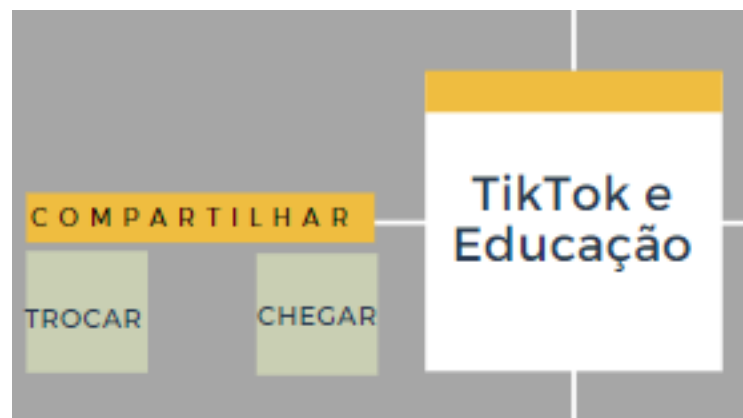 TikTok e
Educação
COMPARTILHAR
TROCAR
CHEGAR